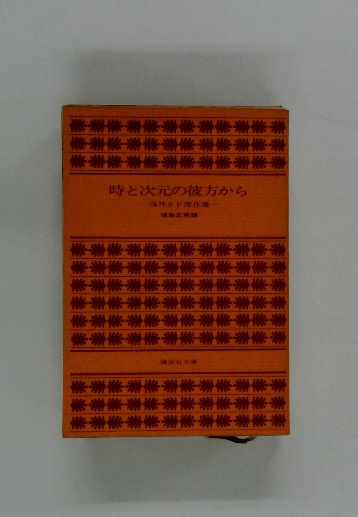 時と次元の彼方から
—海外SF傑作選—
福島正実編
講談社文庫